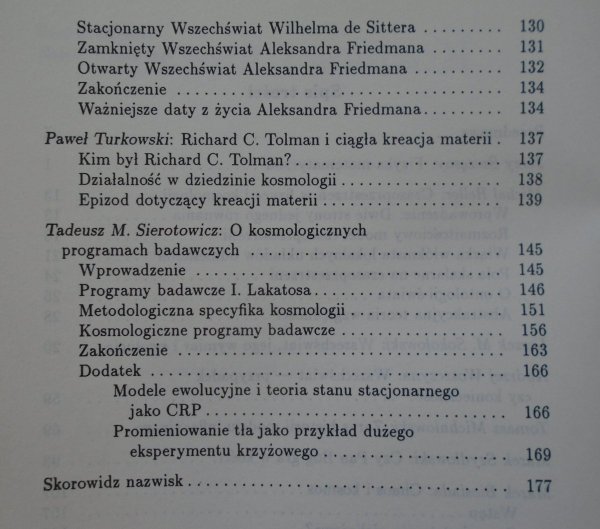 Stacjonarny Wszechświat Wilhelma de Sittera . . . . . . . . 130
Zamknięty Wszechświat Aleksandra Friedmana . . . . . . . 131
Otwarty Wszechświat Aleksandra Friedmana . . . . . . . . 132
Zakończenie . . . . . . . . . . . . . . . . . . . . . . . . . . 134
Ważniejsze daty z życia Aleksandra Friedmana . . . . . . . 134
Paweł Turkowski: Richard C. Tolman i ciągła kreacja materii . 137
Kim był Richard C. Tolman? . . . . . . . . . . . . . . . . . 137
Działalność w dziedzinie kosmologii . . . . . . . . . . . . . 138
Epizod dotyczący kreacji materii . . . . . . . . . . . . . . . 139
Tadeusz M. Sierotowicz: O kosmologicznych
programach badawczych . . . . . . . . . . . . . . . . . . 145
Wprowadzenie . . . . . . . . . . . . . . . . . . . . . . . . . 145
Programy badawcze I. Lakatosa . . . . . . . . . . . . . . . . 146
Metodologiczna specyfika kosmologii . . . . . . . . . . . . . 151
Kosmologiczne programy badawcze . . . . . . . . . . . . . . 156
Zakończenie . . . . . . . . . . . . . . . . . . . . . . . . . . 163
Dodatek . . . . . . . . . . . . . . . . . . . . . . . . . . . . 166
Modele ewolucyjne i teoria stanu stacjonarnego
jako CRP . . . . . . . . . . . . . . . . . . . . . . 166
Promieniowanie tła jako przykład dużego
eksperymentu krzyżowego . . . . . . . . . . . . . . 169
Skorowidz nazwisk . . . . . . . . . . . . . . . . . . . . . . . . 177